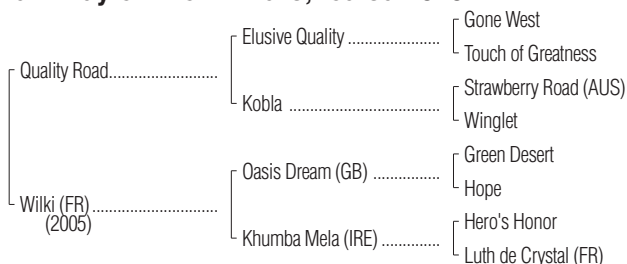 Gone West
Elusive Quality
Touch of Greatness
Quality Road
Strawberry Road (AUS)
Kobla
Winglet
Green Desert
Oasis Dream (GB)
Hope
Wilki (FR)
(2005)
Hero's Honor
Khumba Mela (IRE)
Luth de Crystal (FR)